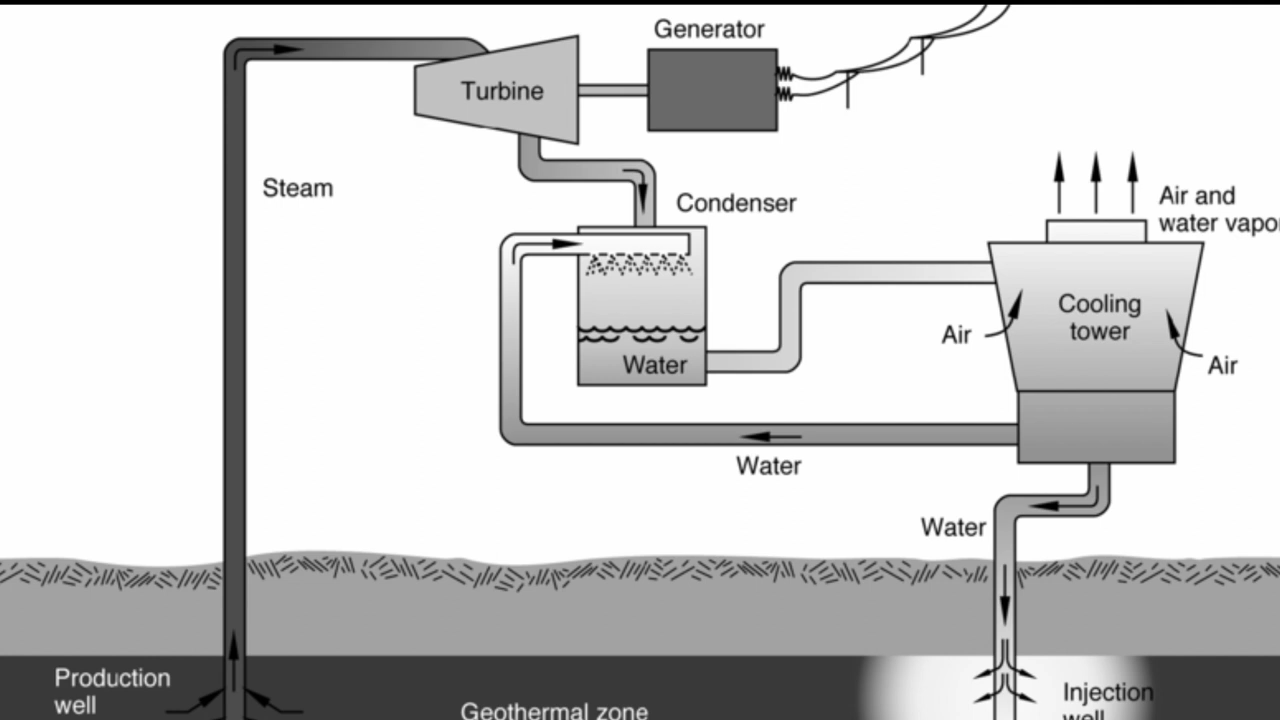 Generator
Turbine
Steam
Condenser
Air and
water vapor
Cooling
tower
Air
Air
Water
Water
Water
Production
well
Geothermal zone
Injection
well